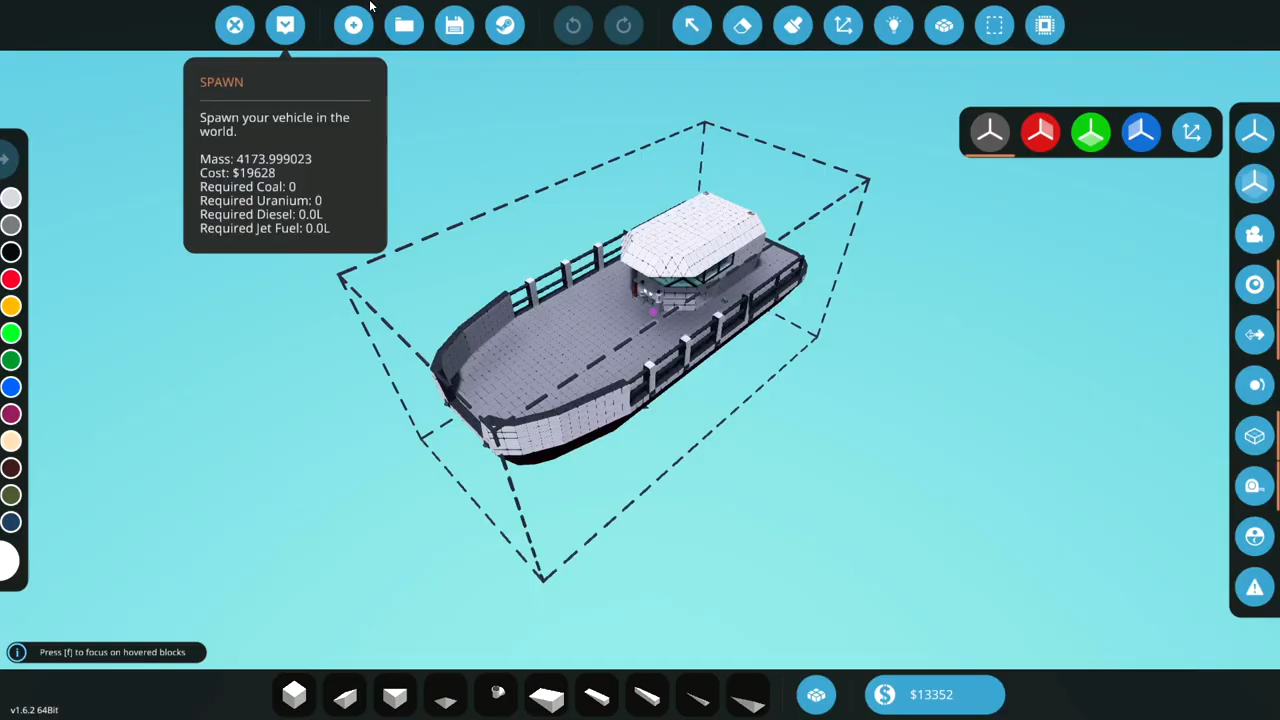 SPAWN
Spawn your vehicle in the
world.
Mass: 4173.999023
Cost: $19628
Required Coal: 0
Required Uranium: 0
Required Diesel: 0.0L
Required Jet Fuel: 0.0L
Press [f] to focus on hovered blocks
$13352
v1.6.2 64Bit